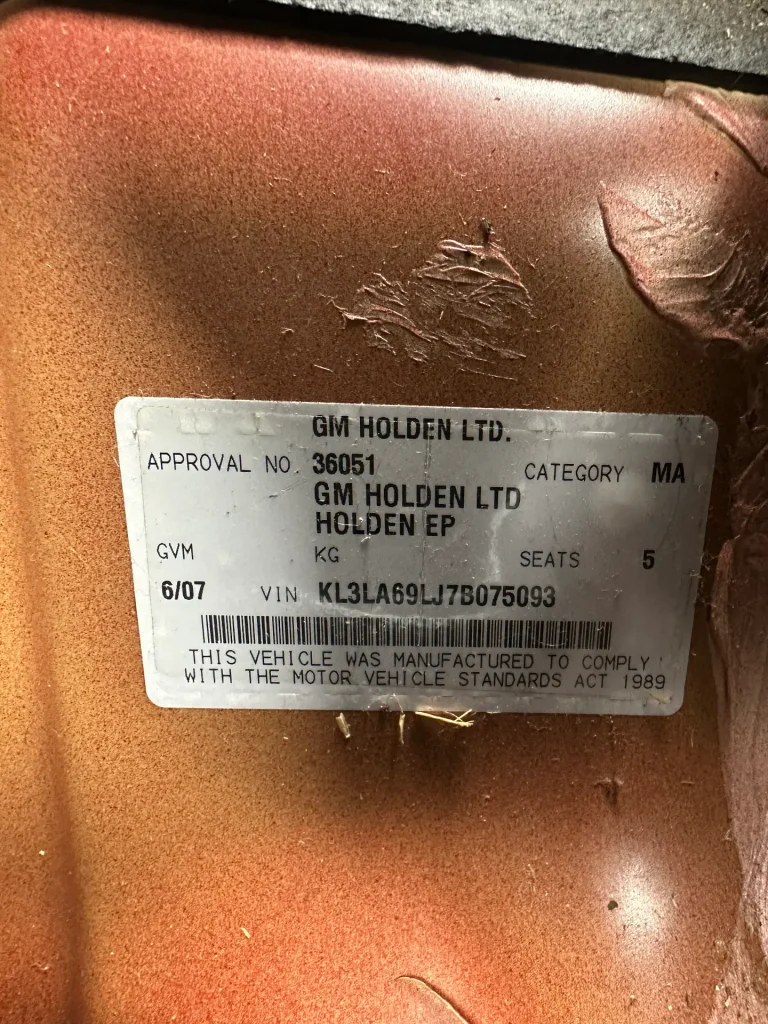 GM HOLDEN LTD.
APPROVAL NO. 36051 CATEGORY MA
GM HOLDEN LTD
HOLDEN EP
GVM KG SEATS 5
6/07 VIN KL3LA69LJ7B075093
THIS VEHICLE WAS MANUFACTURED TO COMPLY
WITH THE MOTOR VEHICLE STANDARDS ACT 1989